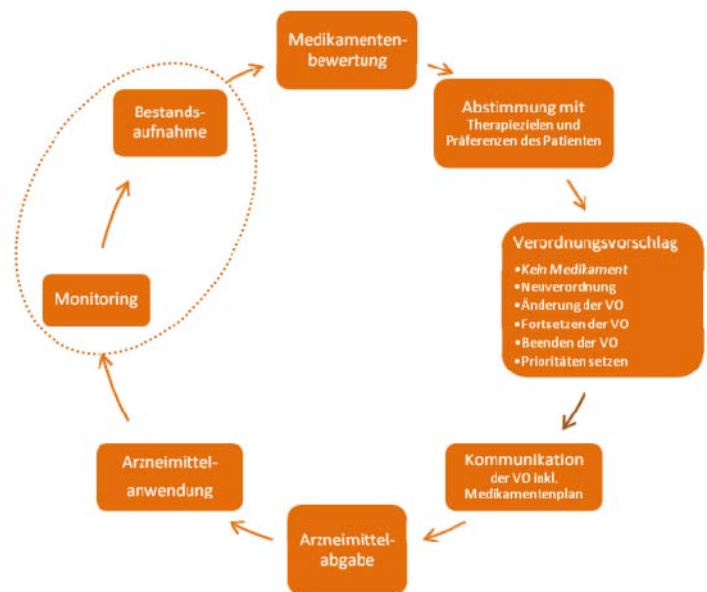 Medikamenten-
bewertung
Abstimmung mit
Therapiezielen und
Präferenzen des Patienten
Verordnungsvorschlag
•Kein Medikament
•Neuverordnung
•Änderung der VO
•Fortsetzen der VO
•Beenden der VO
•Prioritäten setzen
Kommunikation
der VO inkl.
Medikamentenplan
Arzneimittel-
abgabe
Arzneimittel-
anwendung
Monitoring
Bestands-
aufnahme